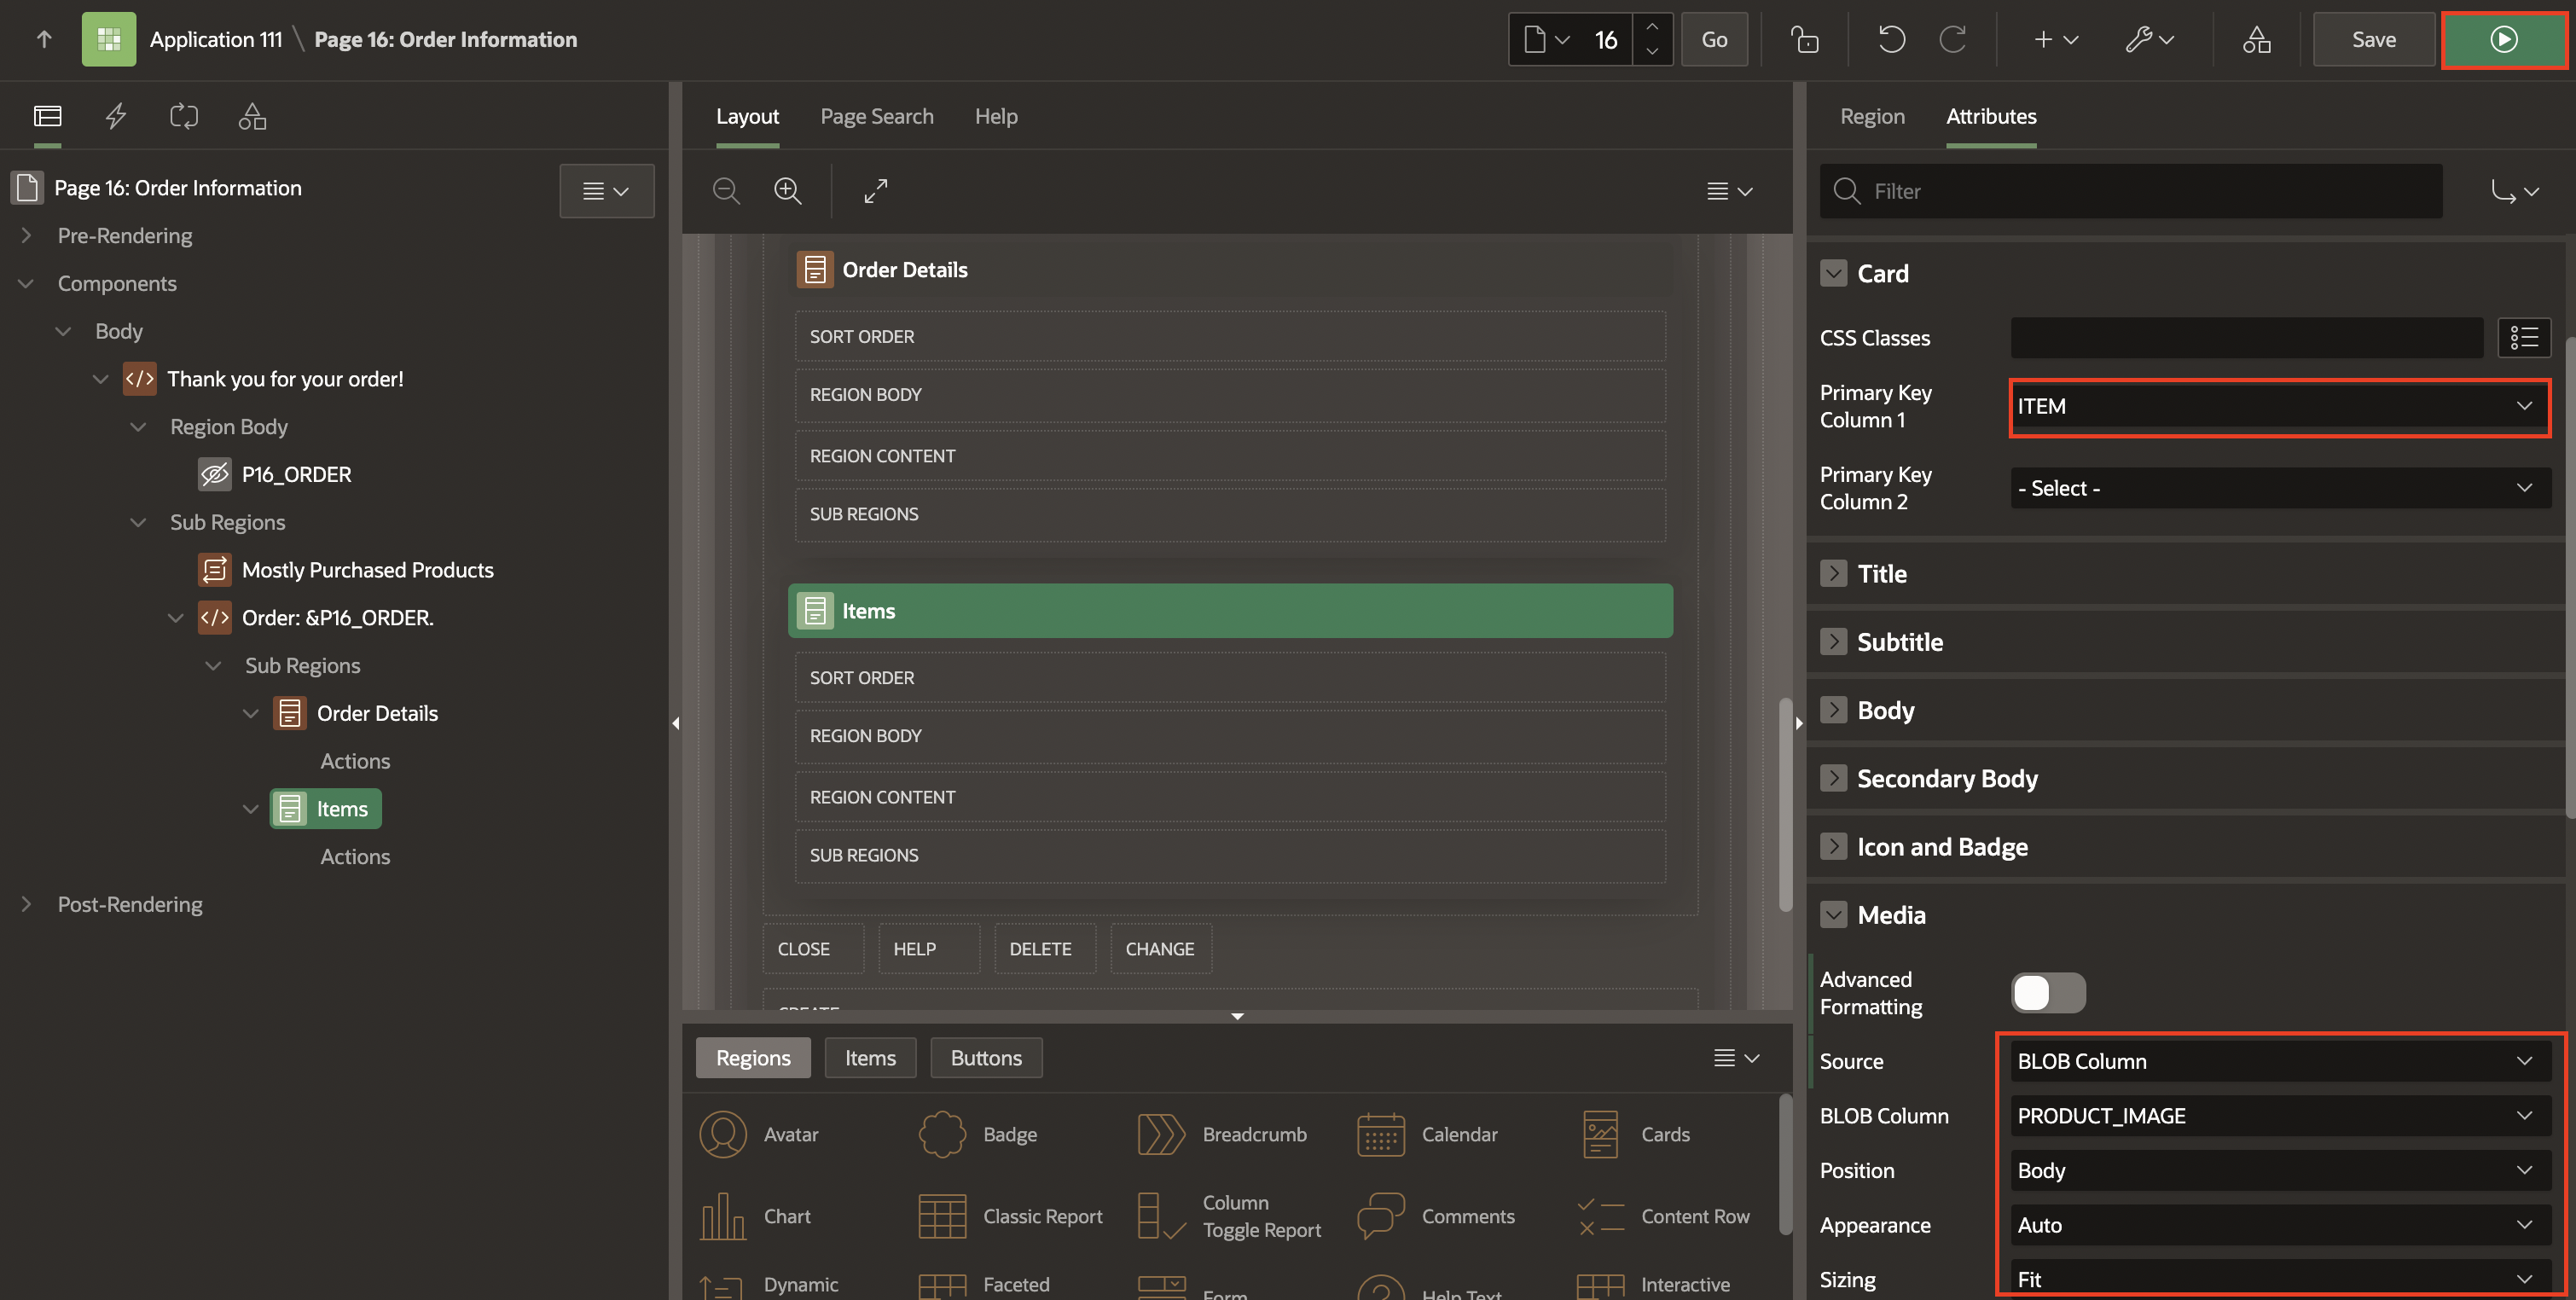 Application 111 \ Page 16: Order Information
16
Go
Save
Page 16: Order Information
Pre-Rendering
Components
Body
Thank you for your order!
Region Body
P16_ORDER
Sub Regions
Mostly Purchased Products
Order: &P16_ORDER.
Sub Regions
Order Details
Actions
Items
Actions
Post-Rendering
Layout
Page Search
Help
Order Details
SORT ORDER
REGION BODY
REGION CONTENT
SUB REGIONS
Items
SORT ORDER
REGION BODY
REGION CONTENT
SUB REGIONS
CLOSE
HELP
DELETE
CHANGE
CREATE
Regions
Items
Buttons
Avatar
Badge
Breadcrumb
Calendar
Cards
Chart
Classic Report
Column
Toggle Report
Comments
Content Row
Dynamic
Faceted
Form
Help Text
Interactive
Region
Attributes
Filter
Card
CSS Classes
Primary Key
Column 1
ITEM
Primary Key
Column 2
- Select -
Title
Subtitle
Body
Secondary Body
Icon and Badge
Media
Advanced
Formatting
Source
BLOB Column
BLOB Column
PRODUCT_IMAGE
Position
Body
Appearance
Auto
Sizing
Fit